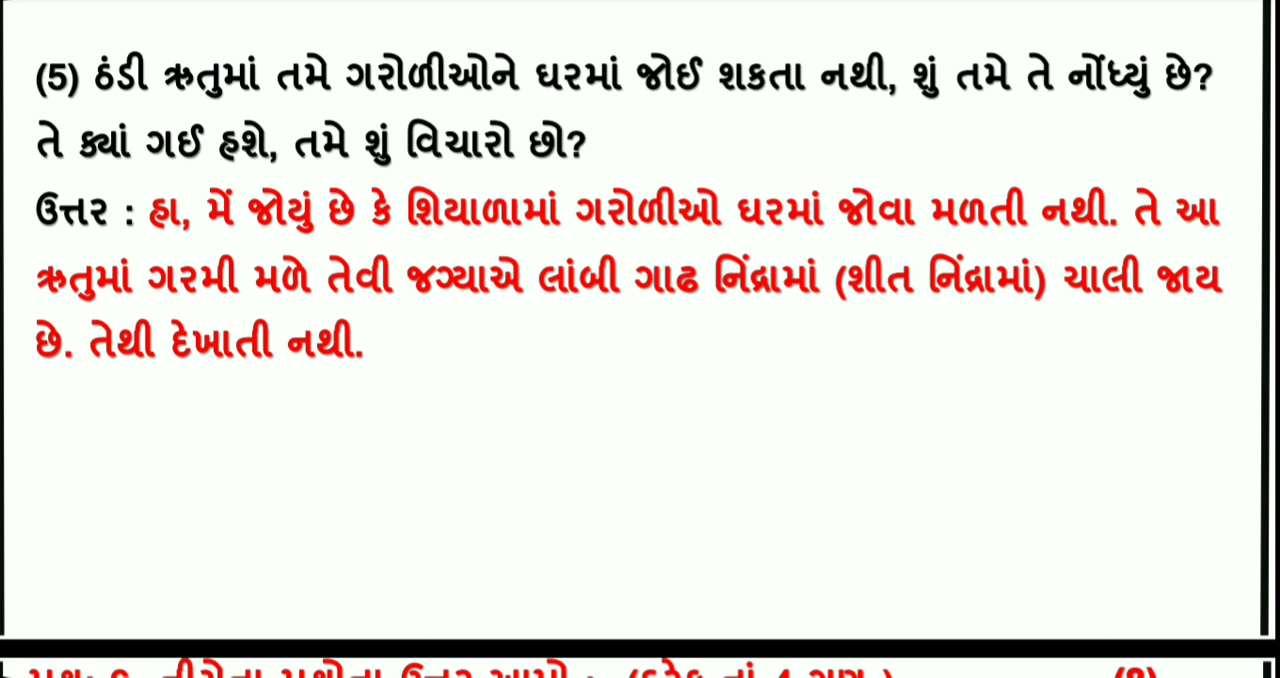 (5) ઠંડી ઋતુમાં તમે ગરોળીઓને ઘરમાં જોઈ શકતા નથી, શું તમે તે નોંધ્યું છે?
તે ક્યાં ગઈ હશે, તમે શું વિચારો છો?
ઉત્તર : હા, મેં જોયું છે કે શિયાળામાં ગરોળીઓ ઘરમાં જોવા મળતી નથી. તે આ
ઋતુમાં ગરમી મળે તેવી જગ્યાએ લાંબી ગાઢ નિંદ્રામાં (શીત નિંદ્રામાં) ચાલી જાય
છે. તેથી દેખાતી નથી.